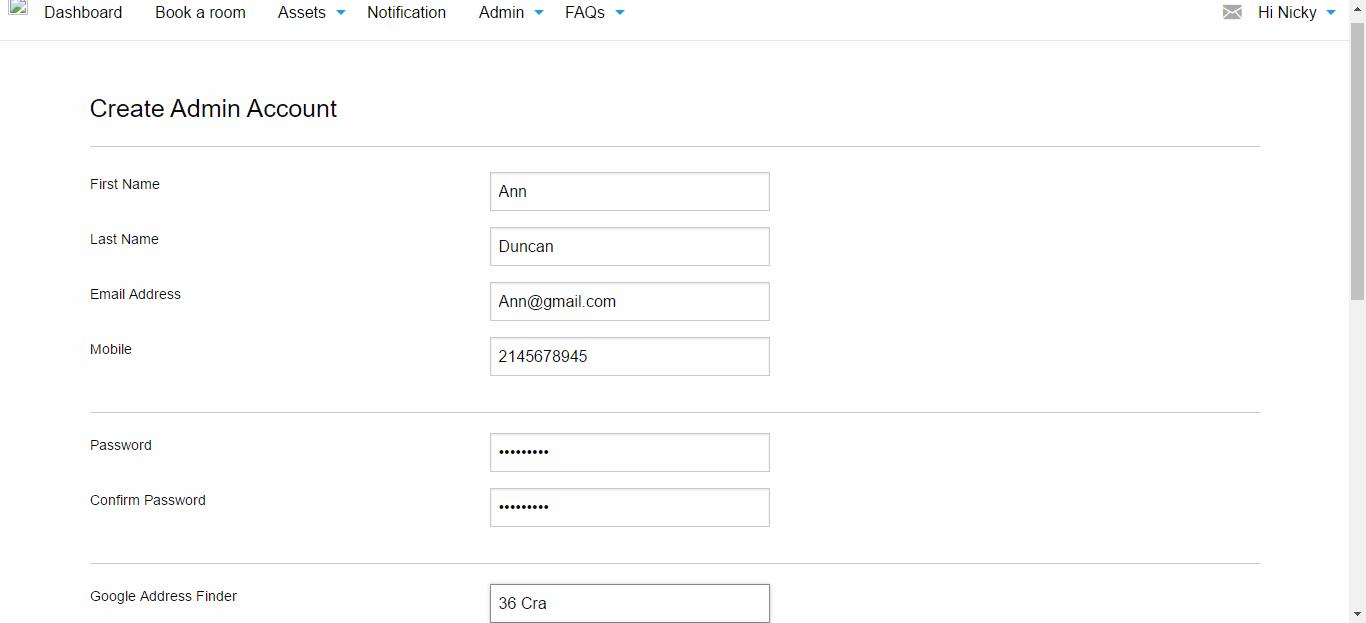 Dashboard Book a room Assets Notification Admin FAQs Hi Nicky
Create Admin Account
First Name Ann
Last Name Duncan
Email Address Ann@gmail.com
Mobile 2145678945
Password •••••••••
Confirm Password •••••••••
Google Address Finder 36 Cra